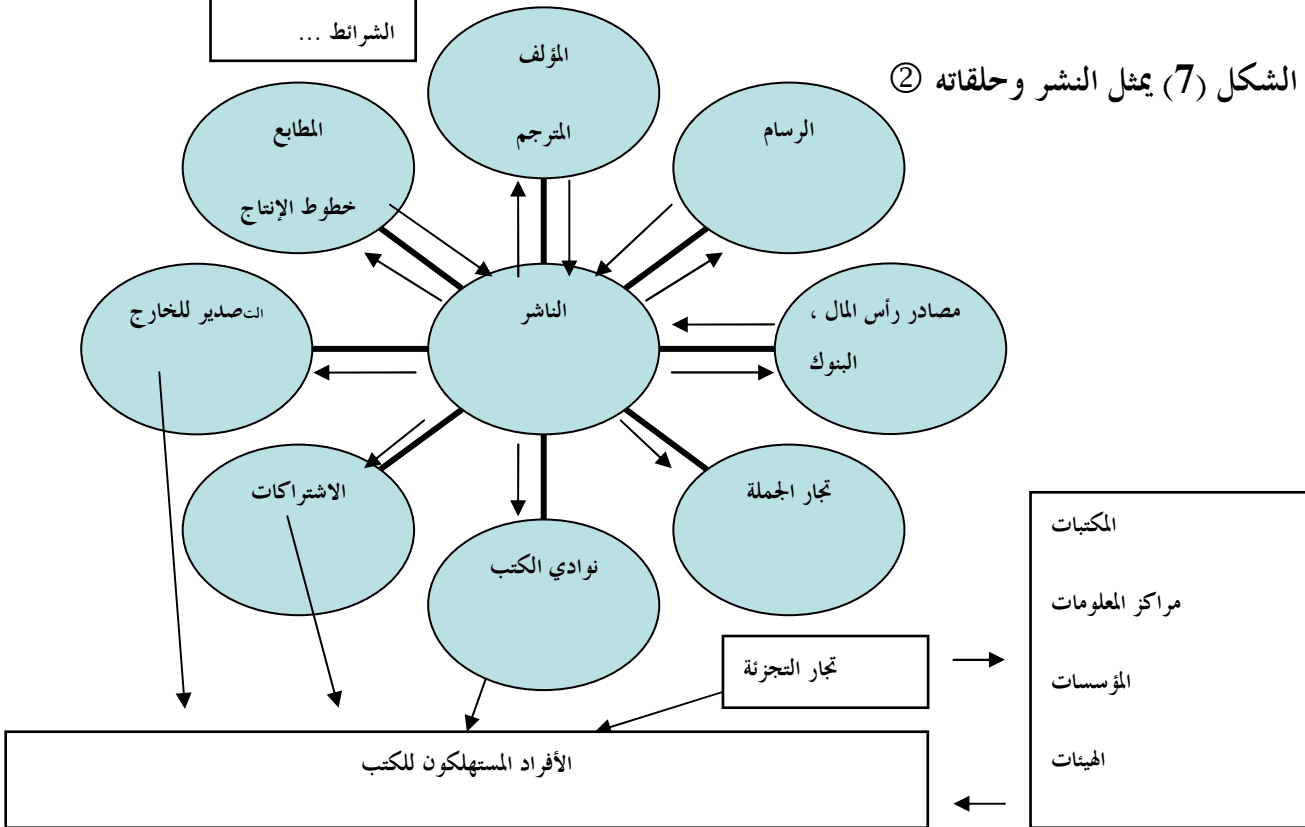 الشرائط ...
الشكل (7) يمثل النشر وحلقاته ②
المؤلف
المترجم
الرسام
المطابع
خطوط الإنتاج
مصادر رأس المال ،
البنوك
الناشر
التصدير للخارج
الاشتراكات
نوادي الكتب
تجار الجملة
تجار التجزئة
المكتبات
مراكز المعلومات
المؤسسات
الهيئات
الأفراد المستهلكون للكتب